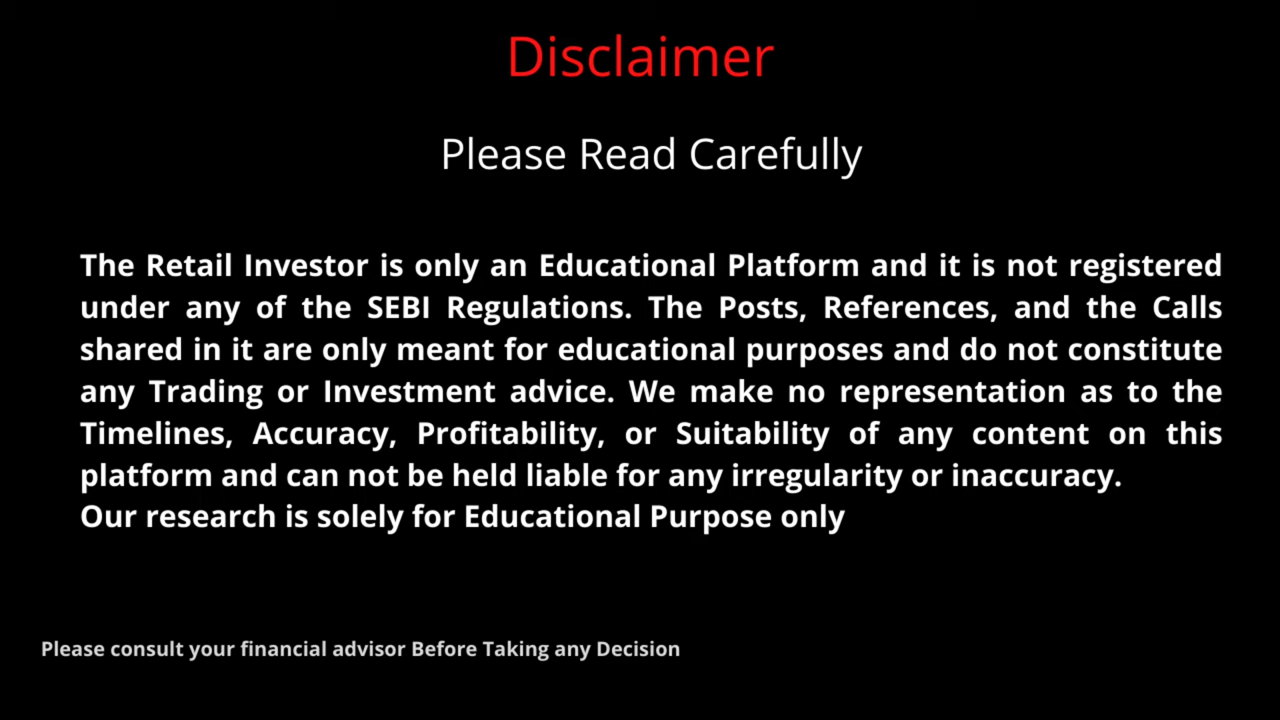 Disclaimer
Please Read Carefully
The Retail Investor is only an Educational Platform and it is not registered
under any of the SEBI Regulations. The Posts, References, and the Calls
shared in it are only meant for educational purposes and do not constitute
any Trading or Investment advice. We make no representation as to the
Timelines, Accuracy, Profitability, or Suitability of any content on this
platform and can not be held liable for any irregularity or inaccuracy.
Our research is solely for Educational Purpose only
Please consult your financial advisor Before Taking any Decision